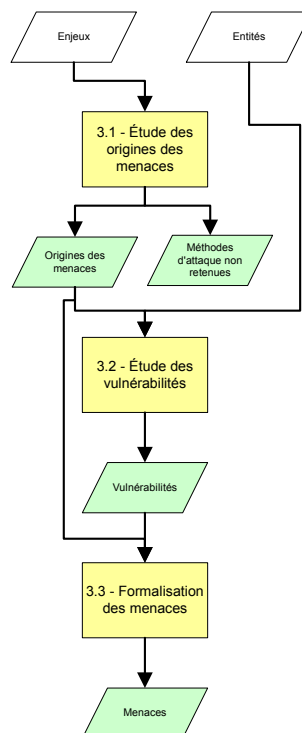 Enjeux
Entités
3.1 - Étude des
origines des
menaces
Origines des
menaces
Méthodes
d'attaque non
retenues
3.2 - Étude des
vulnérabilités
Vulnérabilités
3.3 - Formalisation
des menaces
Menaces